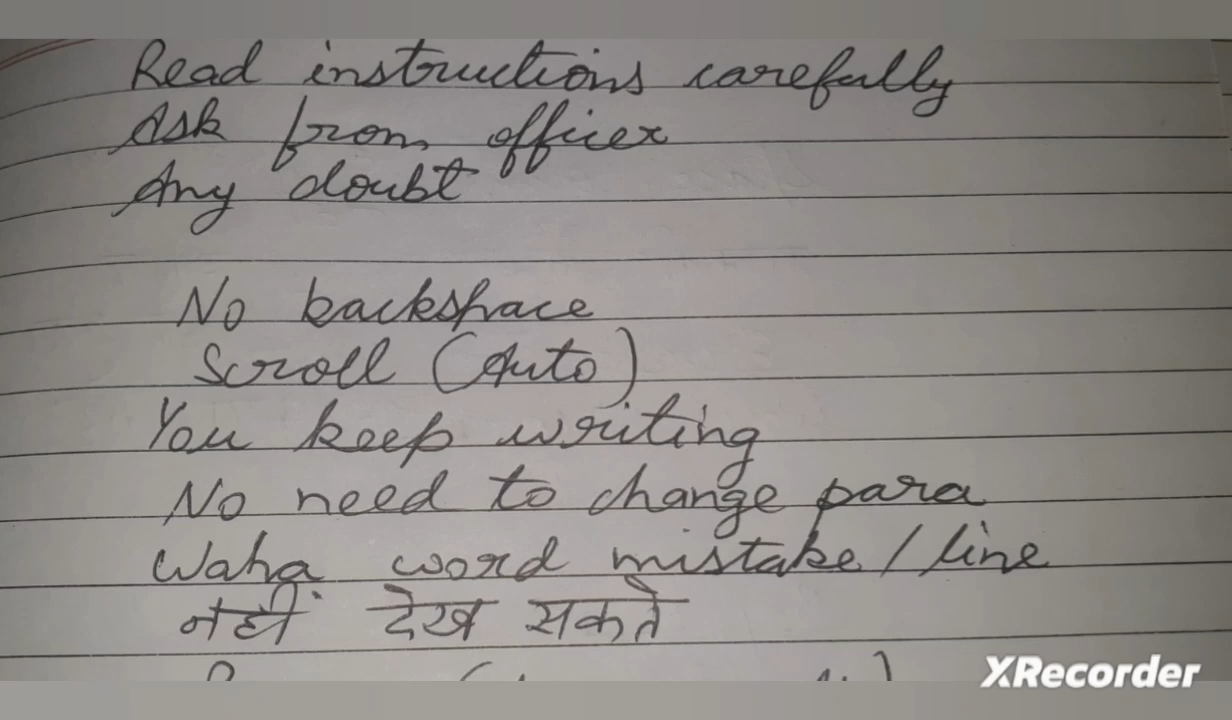 Read instructions carefully
Ask from officer
Any doubt
No backspace
Scroll (Auto)
You keep writing
No need to change para
Waha word mistake / line
नहीं देख सकते
XRecorder